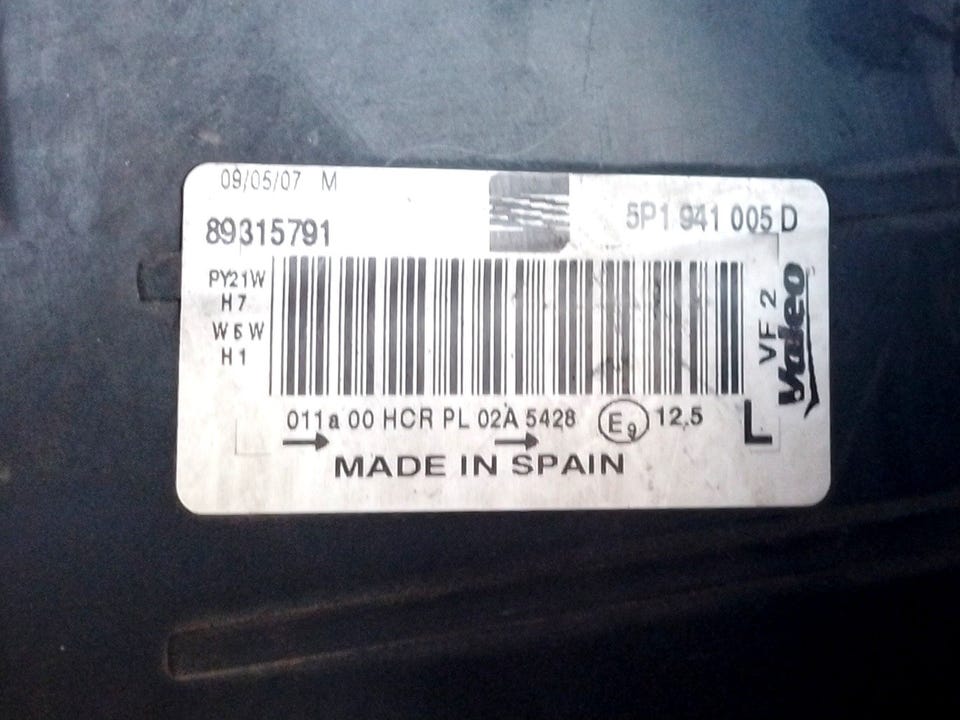 09/05/07 M
89315791
5P1 941 005 D
PY21W
H7
W5W
H1
VF 2
Valeo
011a 00 HCR PL 02A 5428 E9 12,5
L
MADE IN SPAIN